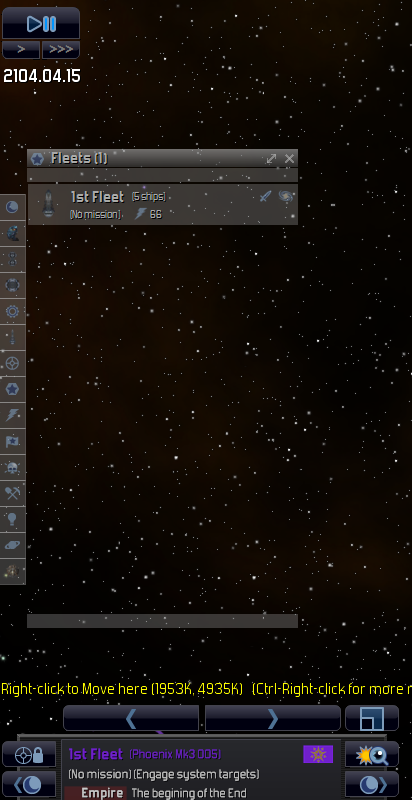 >
>>>
2104.04.15
Fleets (1)
1st Fleet (5 ships)
(No mission) 66
Right-click to Move here (1953K, 4935K) (Ctrl-Right-click for more
1st Fleet (Phoenix Mk3:005)
(No mission) (Engage system targets)
Empire The begining of the End